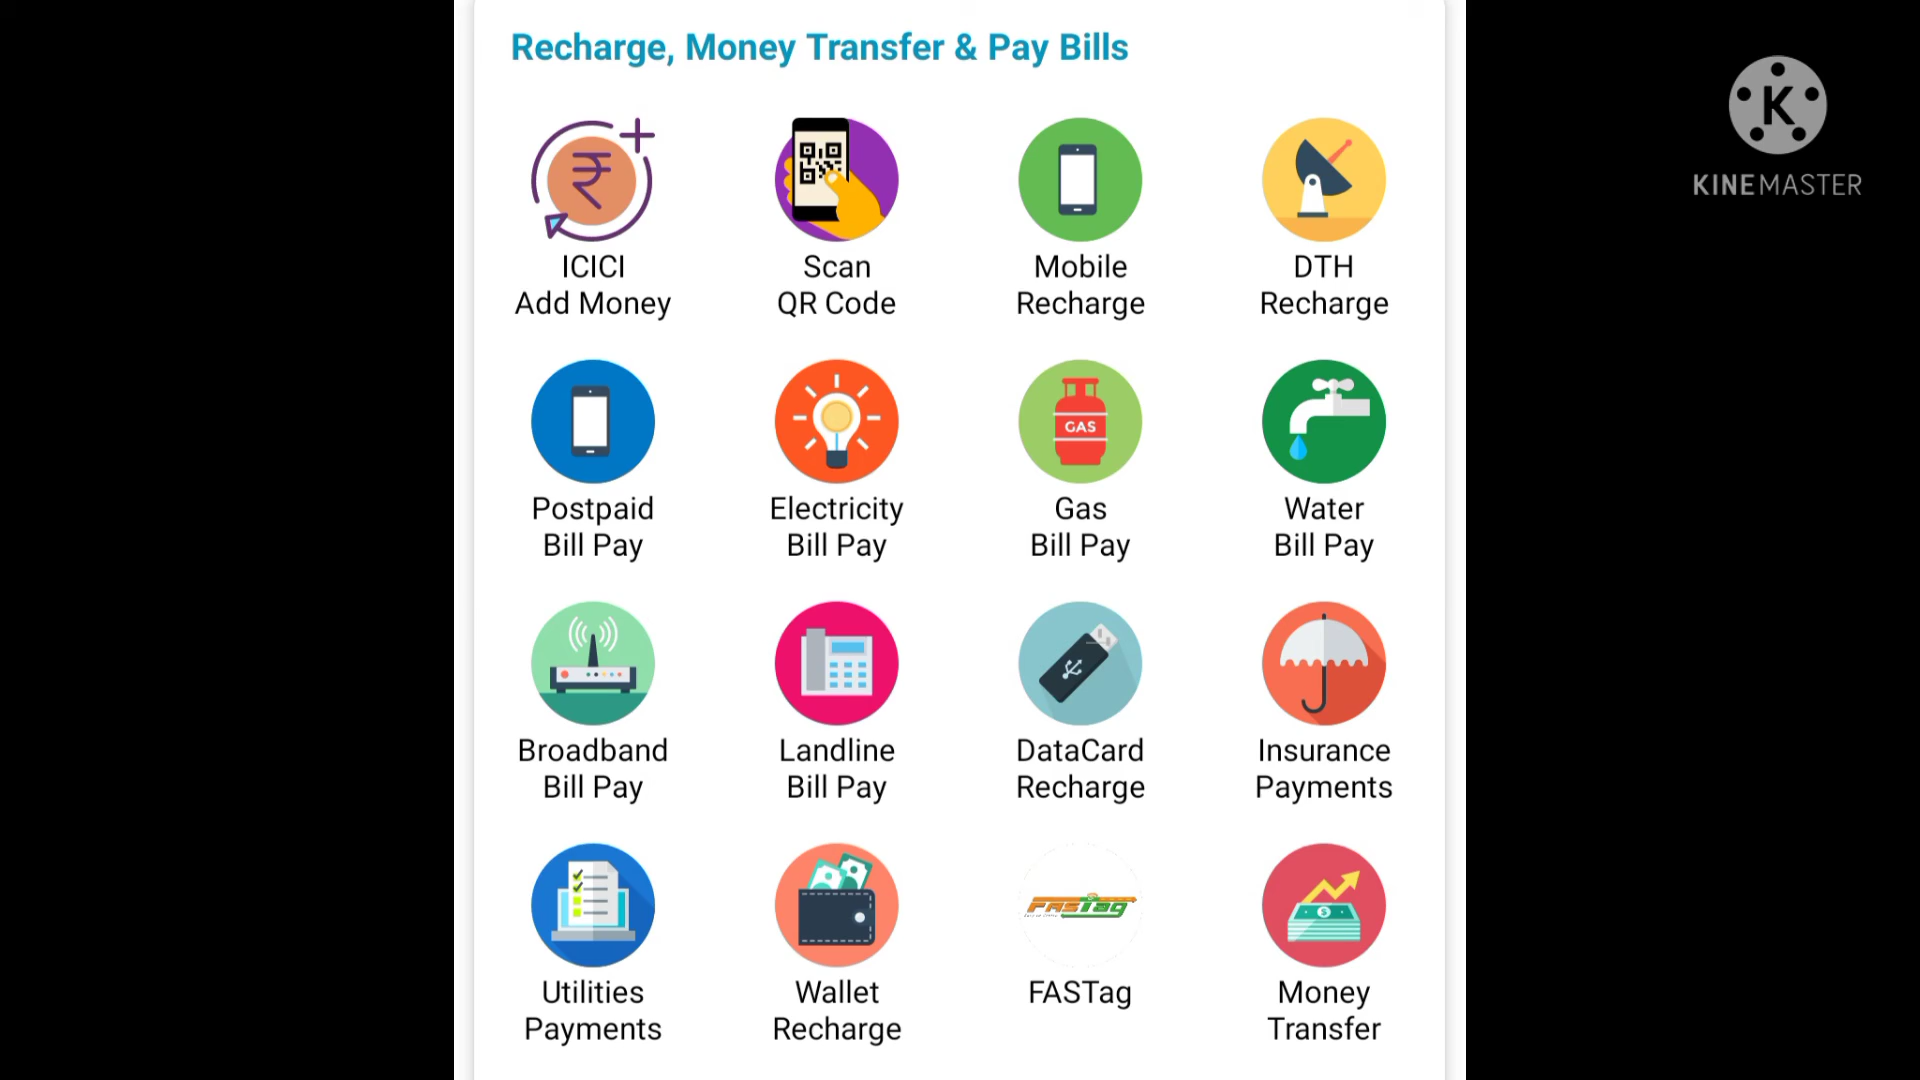 Recharge, Money Transfer & Pay Bills
K
KINEMASTER
ICICI
Add Money
Scan
QR Code
Mobile
Recharge
DTH
Recharge
Postpaid
Bill Pay
Electricity
Bill Pay
GAS
Gas
Bill Pay
Water
Bill Pay
Broadband
Bill Pay
Landline
Bill Pay
DataCard
Recharge
Insurance
Payments
Utilities
Payments
Wallet
Recharge
FASTag
FASTag
Money
Transfer